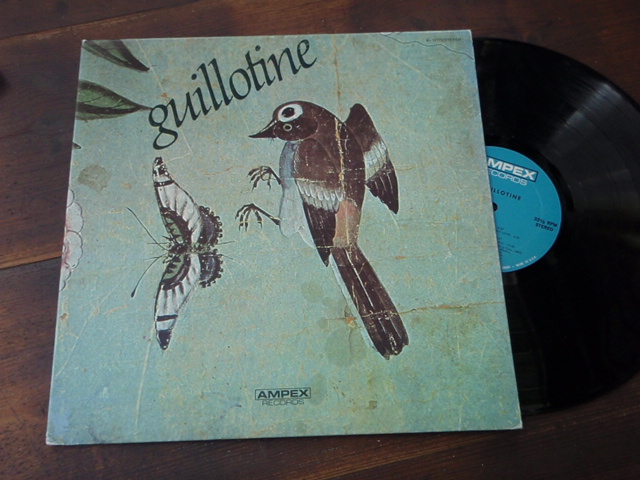 guillotine
AMPEX
RECORDS
AMPEX
RECORDS
GUILLOTINE
33⅓ RPM
STEREO